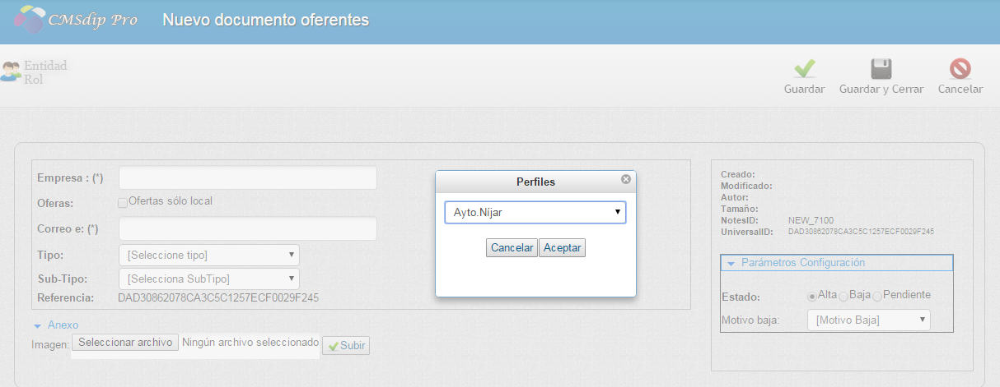 CMSdip Pro Nuevo documento oferentes
Entidad
Rol
Guardar Guardar y Cerrar Cancelar
Empresa : (*)
Oferas: Ofertas sólo local
Correo e: (*)
Tipo: [Seleccione tipo]
Sub-Tipo: [Selecciona SubTipo]
Referencia: DAD30862078CA3C5C1257ECF0029F245
Anexo
Imagen: Seleccionar archivo Ningún archivo seleccionado Subir
Perfiles
Ayto.Níjar
Cancelar Aceptar
Creado:
Modificado:
Autor:
Tamaño:
NotesID: NEW_7100
UniversalID: DAD30862078CA3C5C1257ECF0029F245
Parámetros Configuración
Estado: Alta Baja Pendiente
Motivo baja: [Motivo Baja]